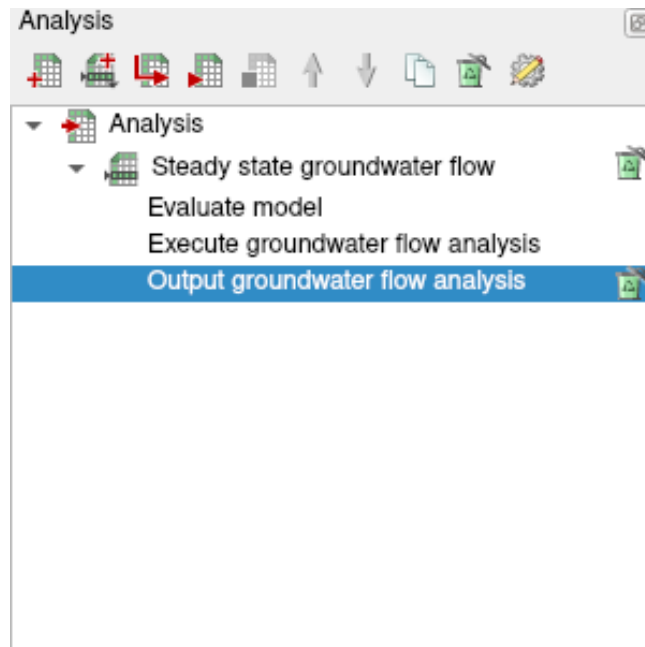 Analysis
Analysis
Steady state groundwater flow
Evaluate model
Execute groundwater flow analysis
Output groundwater flow analysis